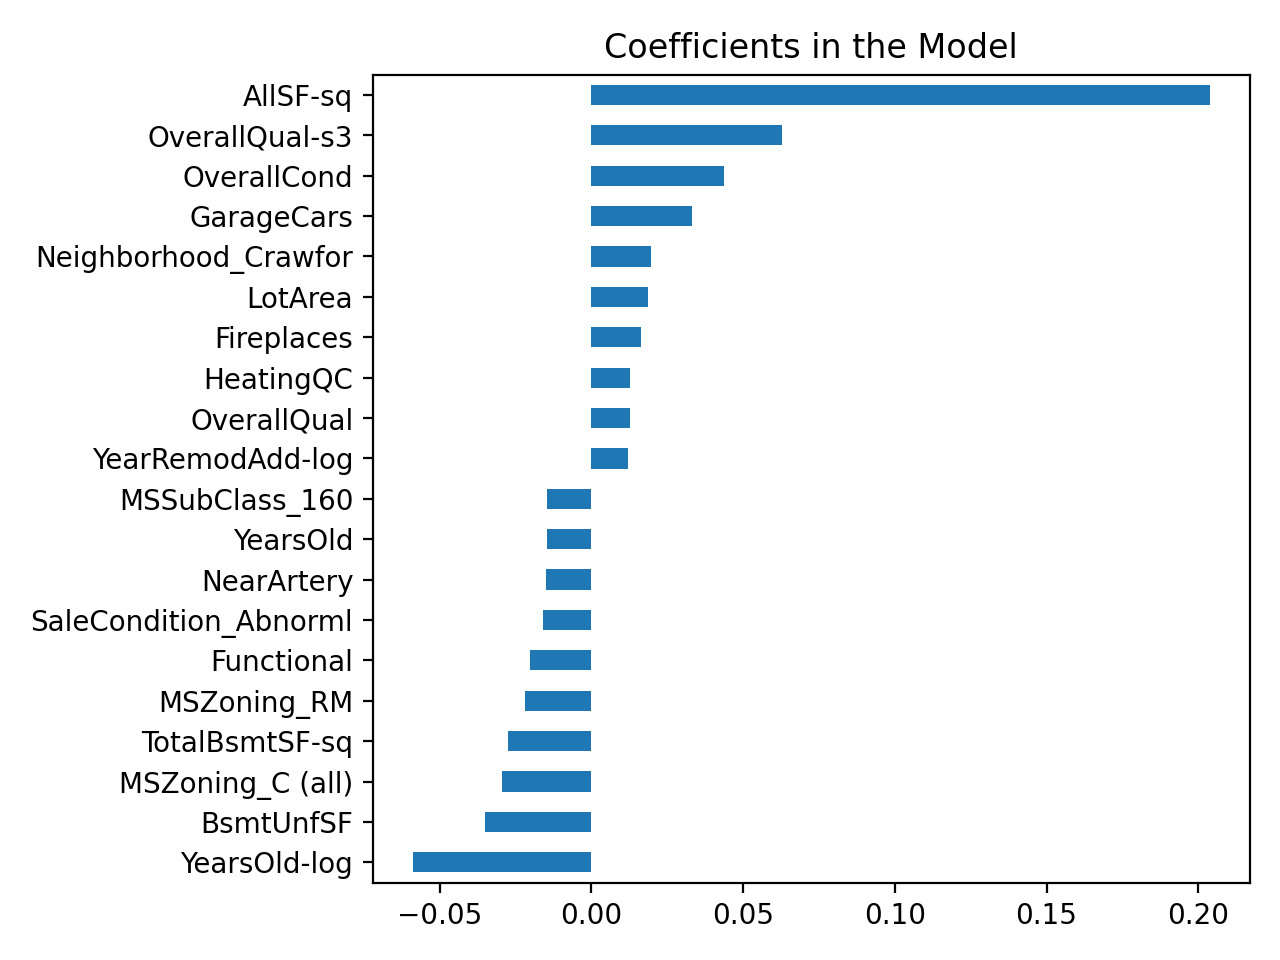 Coefficients in the Model
AllSF-sq
OverallQual-s3
OverallCond
GarageCars
Neighborhood_Crawfor
LotArea
Fireplaces
HeatingQC
OverallQual
YearRemodAdd-log
MSSubClass_160
YearsOld
NearArtery
SaleCondition_Abnorml
Functional
MSZoning_RM
TotalBsmtSF-sq
MSZoning_C (all)
BsmtUnfSF
YearsOld-log
−0.05 0.00 0.05 0.10 0.15 0.20